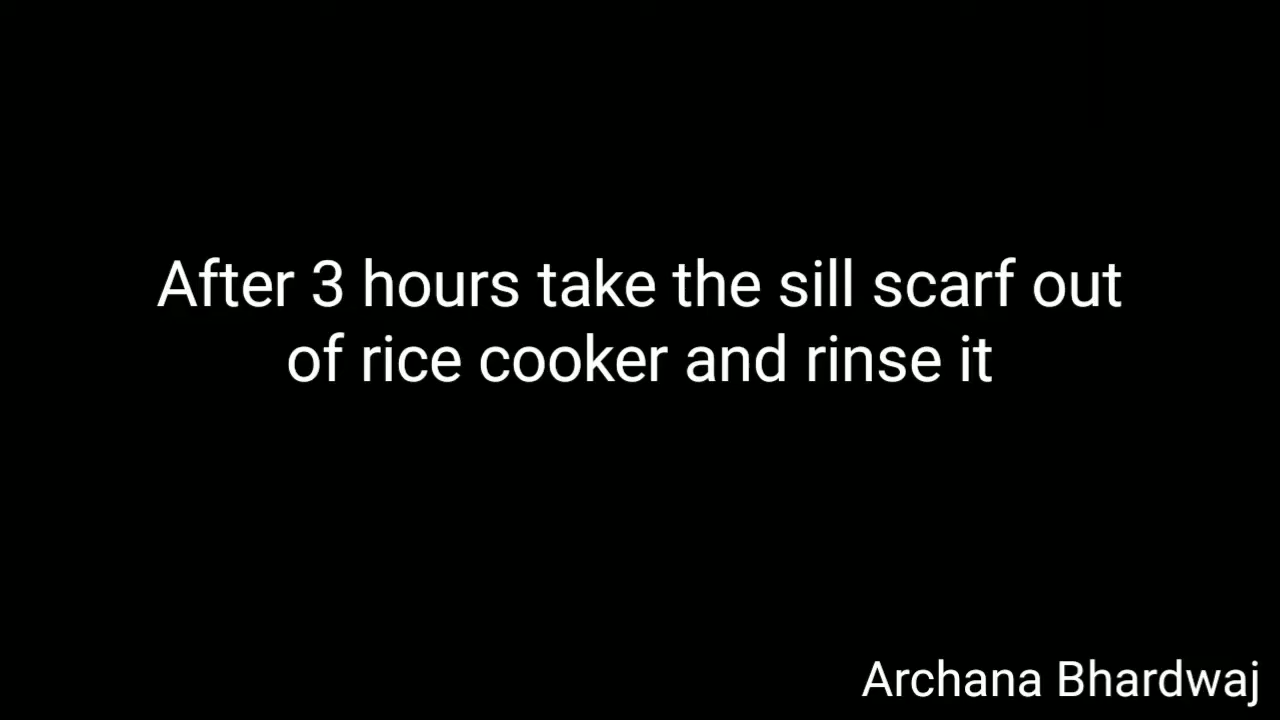 After 3 hours take the sill scarf out
of rice cooker and rinse it
Archana Bhardwaj